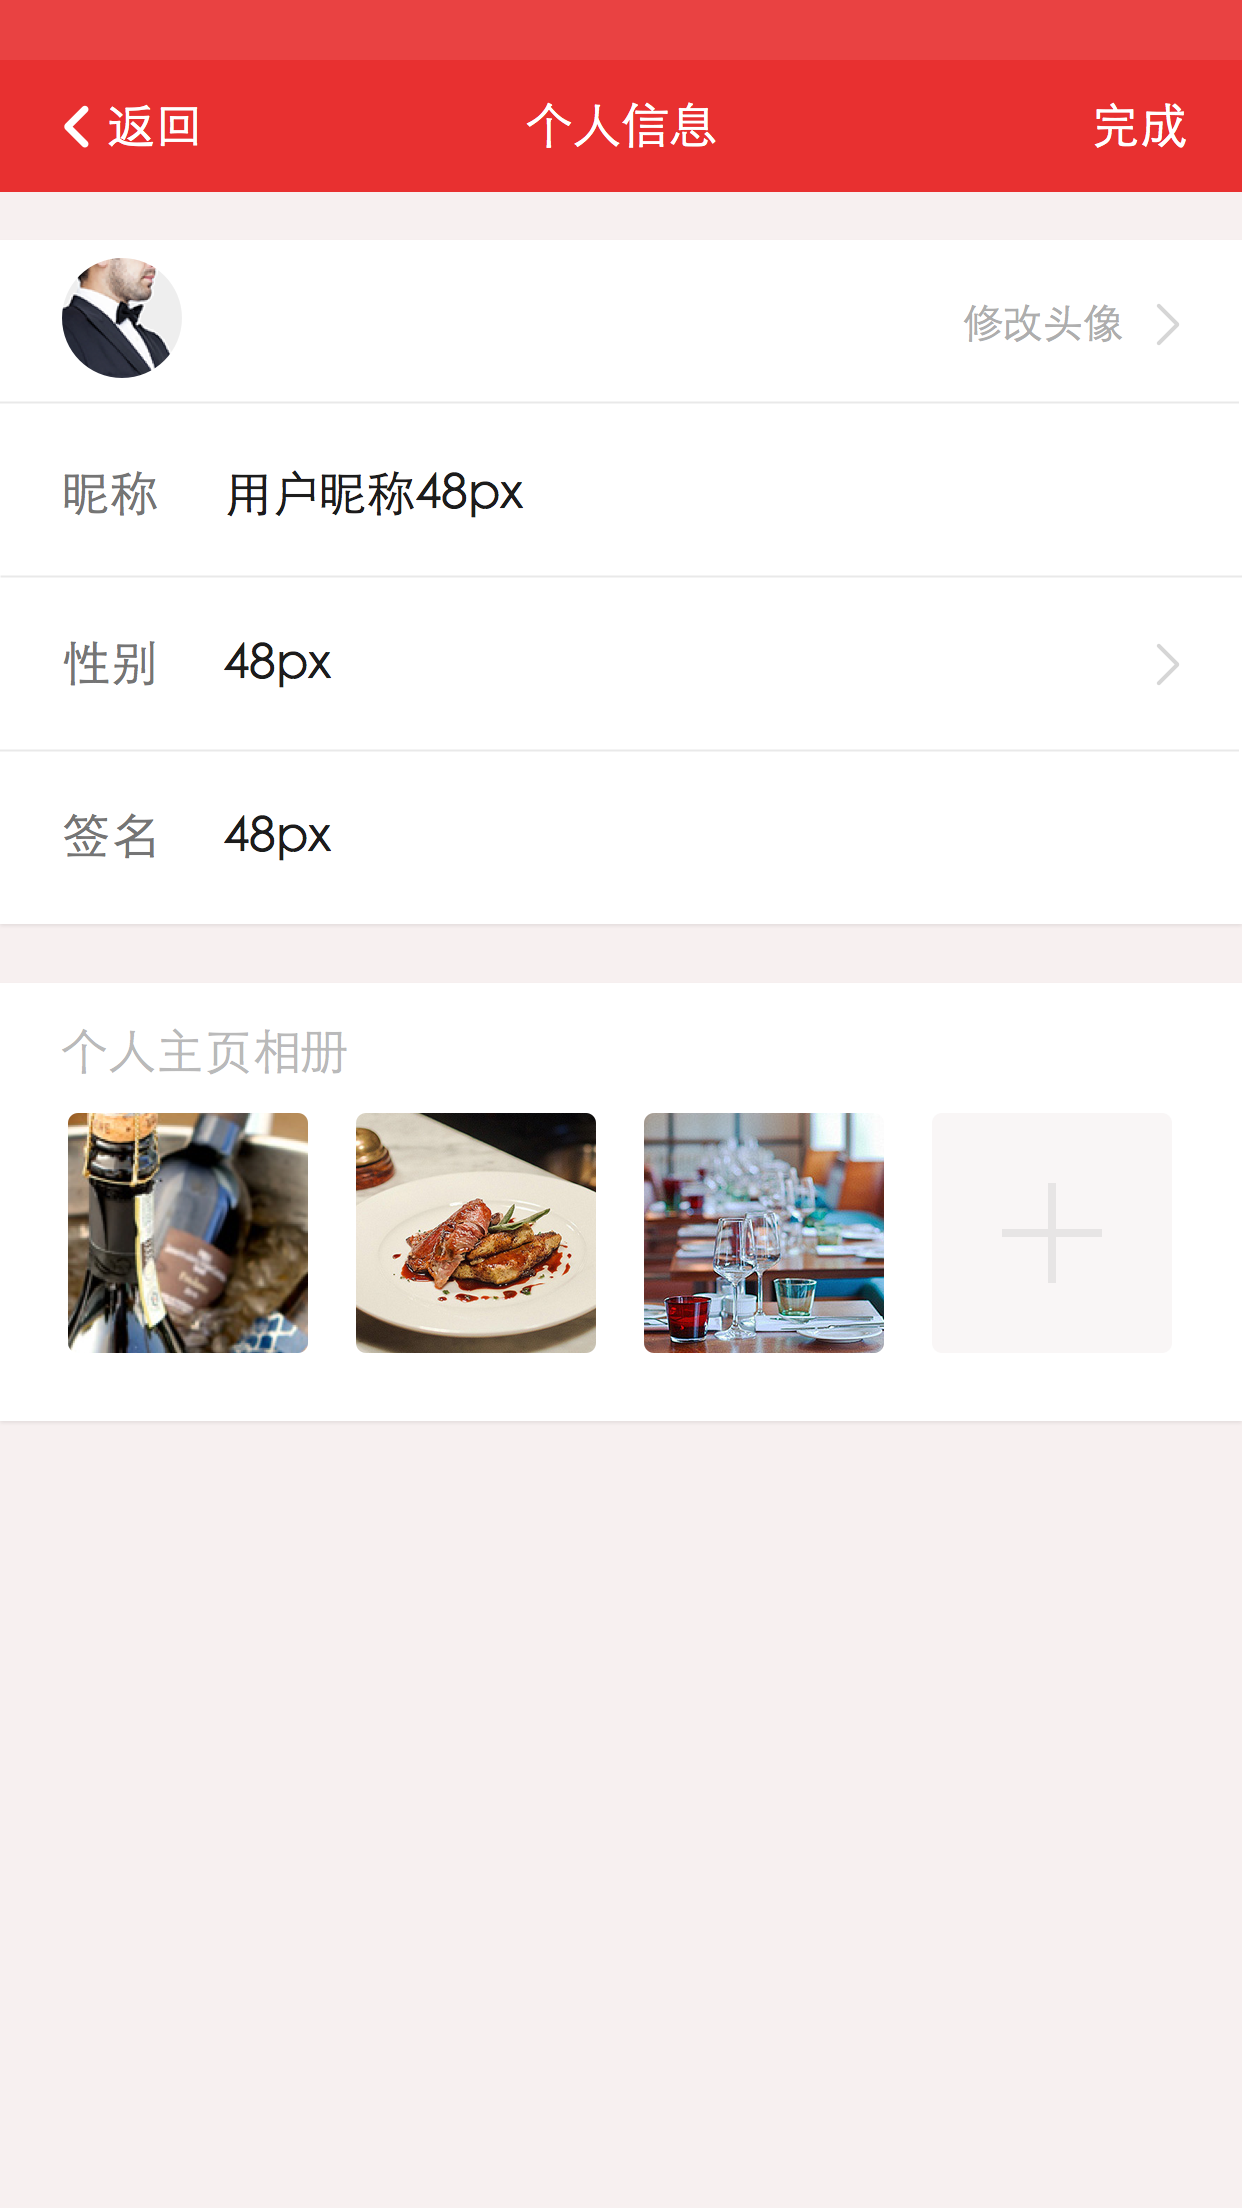 返回 个人信息 完成
修改头像
昵称 用户昵称48px
性别 48px
签名 48px
个人主页相册